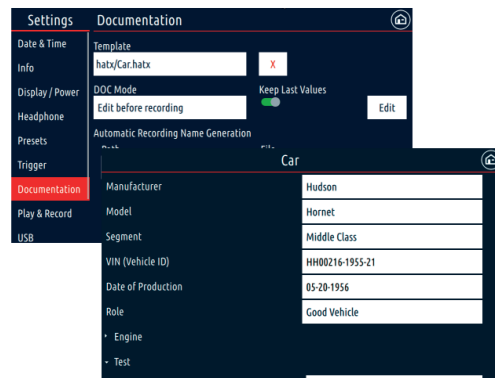 Settings
Documentation
Date & Time
Info
Display / Power
Headphone
Presets
Trigger
Documentation
Play & Record
USB
Template
hatx/Car.hatx
X
DOC Mode
Keep Last Values
Edit before recording
Edit
Automatic Recording Name Generation
Car
Manufacturer
Hudson
Model
Hornet
Segment
Middle Class
VIN (Vehicle ID)
HH00216-1955-21
Date of Production
05-20-1956
Role
Good Vehicle
Engine
Test